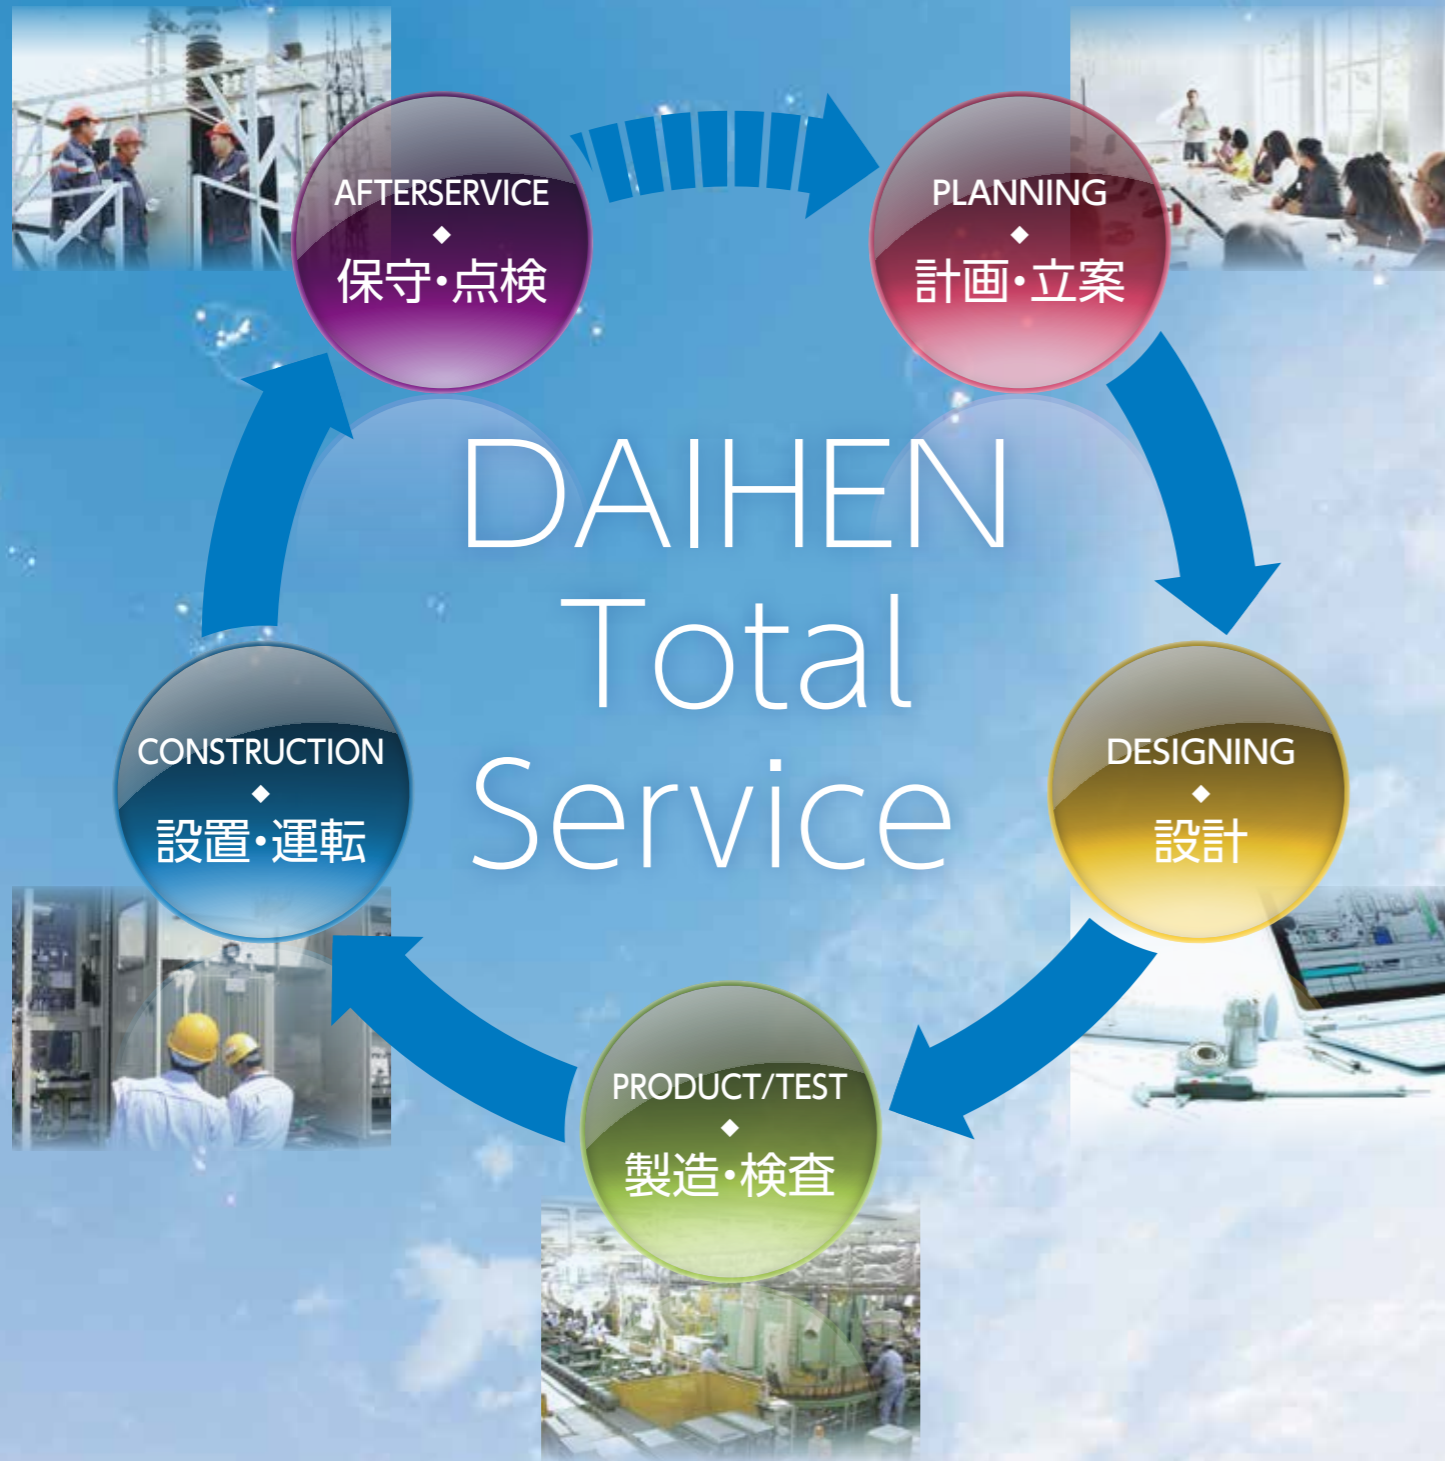 AFTERSERVICE
◆
保守・点検
PLANNING
◆
計画・立案
DAIHEN
Total
Service
CONSTRUCTION
◆
設置・運転
DESIGNING
◆
設計
PRODUCT/TEST
◆
製造・検査